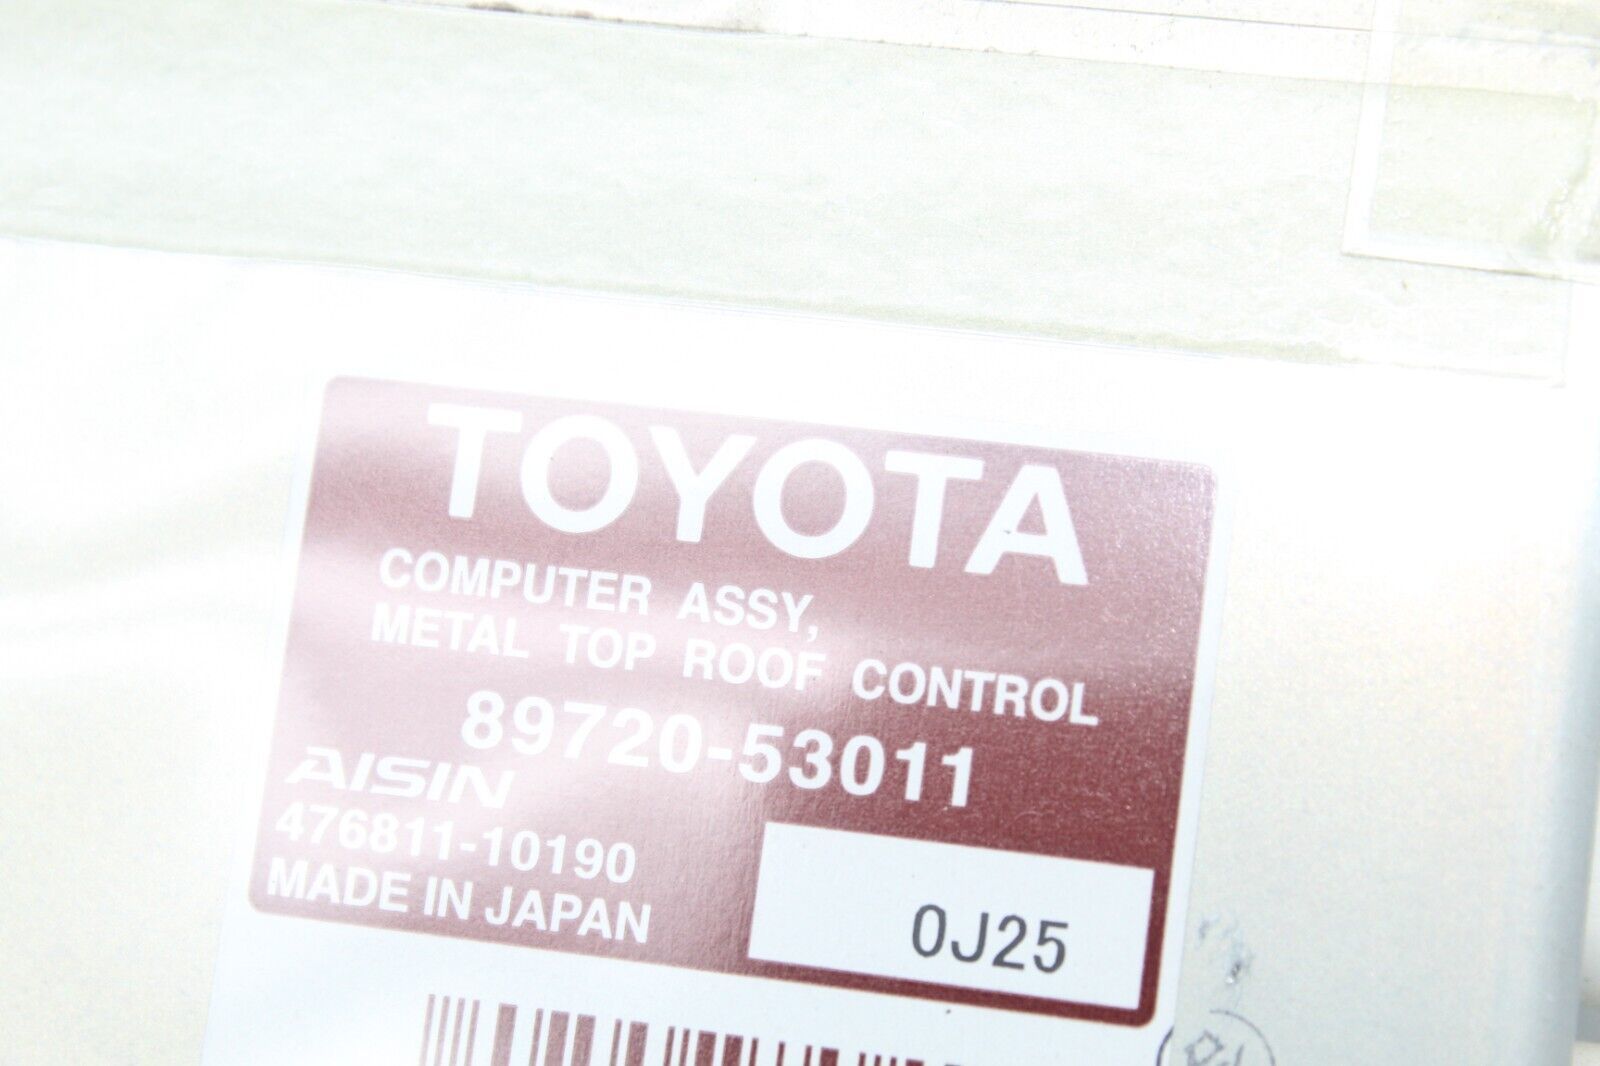 TOYOTA
COMPUTER ASSY,
METAL TOP ROOF CONTROL
89720-53011
AISIN
476811-10190
MADE IN JAPAN
0J25